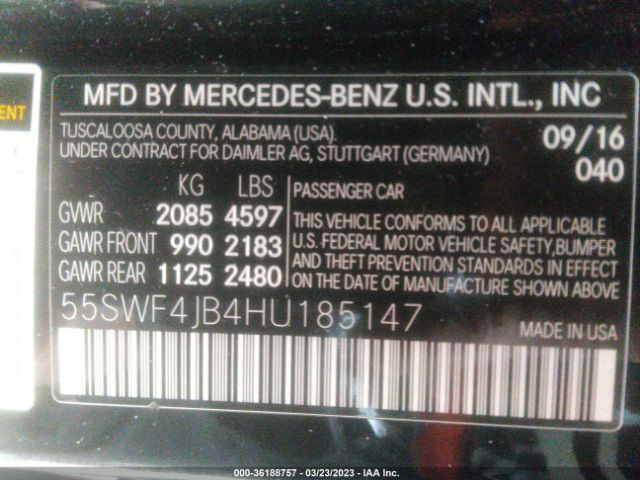 ENT
MFD BY MERCEDES-BENZ U.S. INTL., INC
TUSCALOOSA COUNTY, ALABAMA (USA).
UNDER CONTRACT FOR DAIMLER AG, STUTTGART (GERMANY)
09/16
040
KG LBS
GVWR 2085 4597
GAWR FRONT 990 2183
GAWR REAR 1125 2480
PASSENGER CAR
THIS VEHICLE CONFORMS TO ALL APPLICABLE
U.S. FEDERAL MOTOR VEHICLE SAFETY, BUMPER
AND THEFT PREVENTION STANDARDS IN EFFECT
ON THE DATE OF MANUFACTURE SHOWN ABOVE.
55SWF4JB4HU185147
MADE IN USA
000-36188757 - 03/23/2023 - IAA Inc.